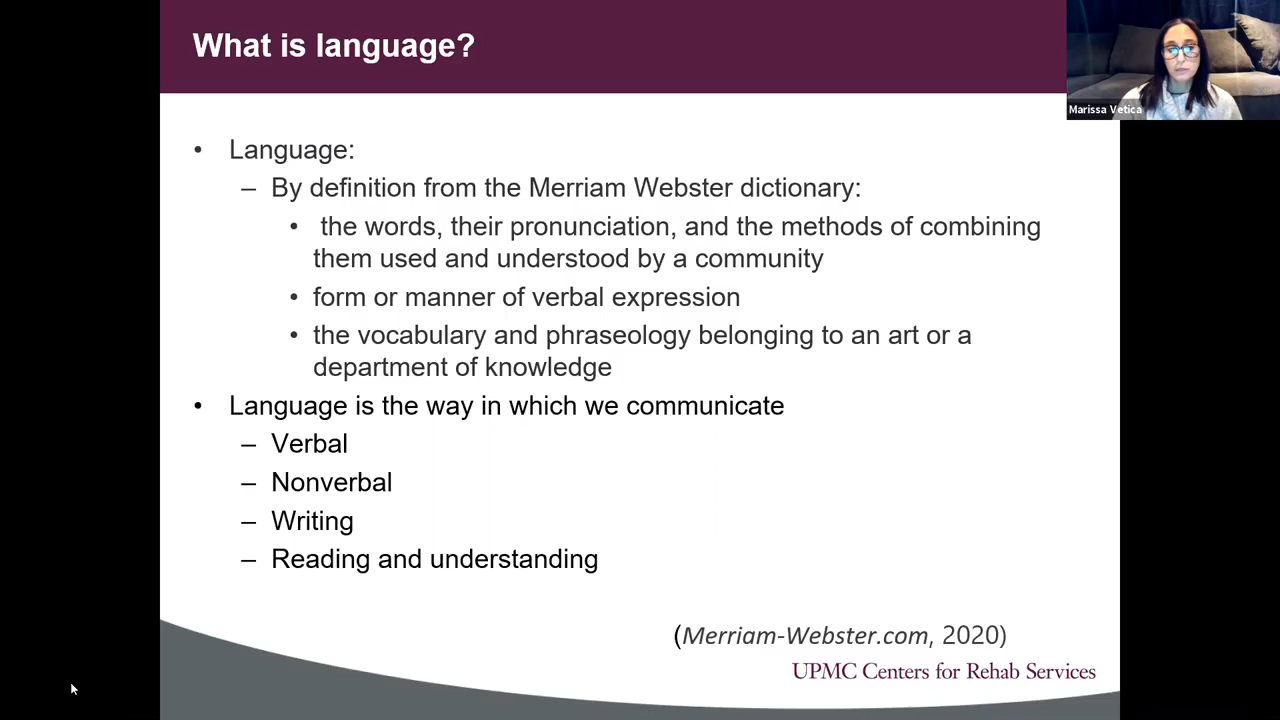 What is language?
Marissa Vetica
• Language:
– By definition from the Merriam Webster dictionary:
• the words, their pronunciation, and the methods of combining
them used and understood by a community
• form or manner of verbal expression
• the vocabulary and phraseology belonging to an art or a
department of knowledge
• Language is the way in which we communicate
– Verbal
– Nonverbal
– Writing
– Reading and understanding
(Merriam-Webster.com, 2020)
UPMC Centers for Rehab Services